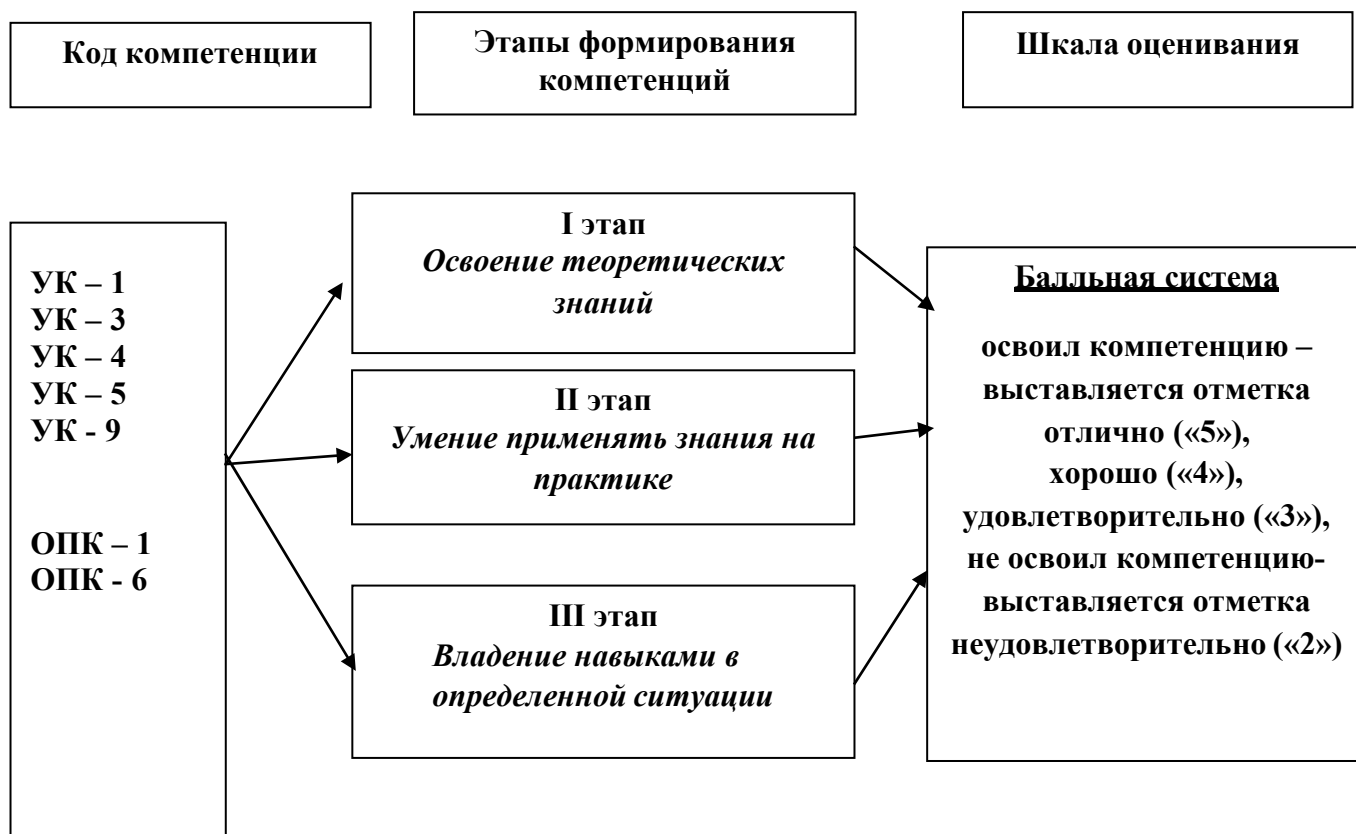 Код компетенции
Этапы формирования
компетенций
Шкала оценивания
УК – 1
УК – 3
УК – 4
УК – 5
УК - 9
ОПК – 1
ОПК - 6
I этап
Освоение теоретических
знаний
II этап
Умение применять знания на
практике
III этап
Владение навыками в
определенной ситуации
Балльная система
освоил компетенцию –
выставляется отметка
отлично («5»),
хорошо («4»),
удовлетворительно («3»),
не освоил компетенцию-
выставляется отметка
неудовлетворительно («2»)